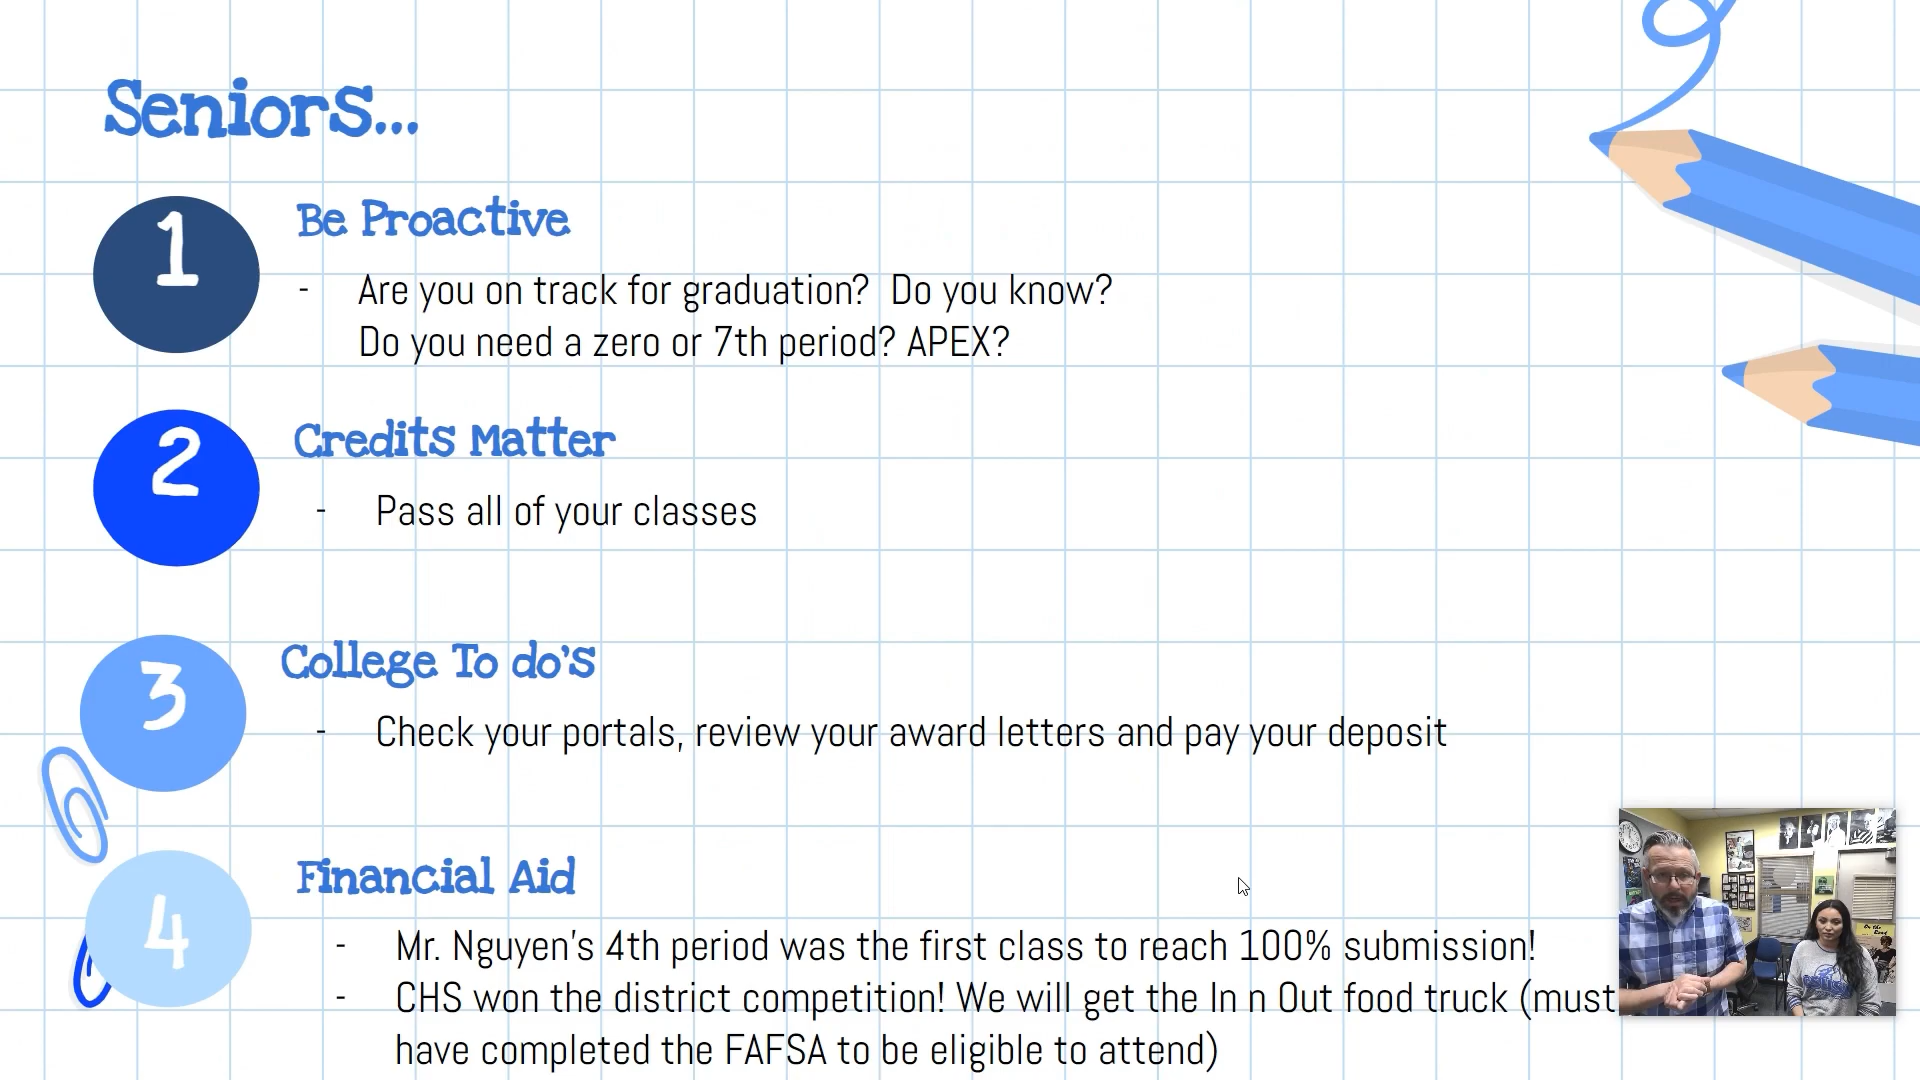 Seniors...
1
Be Proactive
- Are you on track for graduation?  Do you know?
Do you need a zero or 7th period? APEX?
2
Credits Matter
- Pass all of your classes
3
College To do's
- Check your portals, review your award letters and pay your deposit
4
Financial Aid
- Mr. Nguyen's 4th period was the first class to reach 100% submission!
- CHS won the district competition! We will get the In n Out food truck (must
have completed the FAFSA to be eligible to attend)